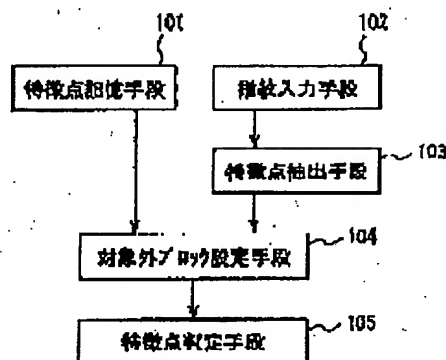 101
102
特徴点記憶手段
指紋入力手段
103
特徴点抽出手段
104
対象外ブロック設定手段
105
特徴点判定手段